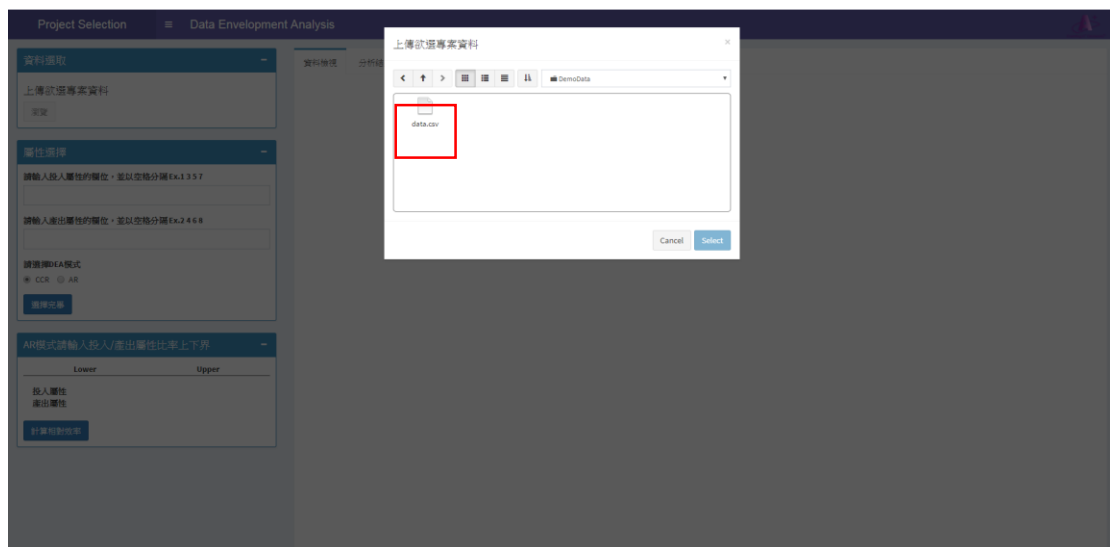 Project Selection
Data Envelopment Analysis
資料選取
上傳欲選專案資料
瀏覽
屬性選擇
請輸入投入屬性的欄位，並以空格分隔Ex.1 3 5 7
請輸入產出屬性的欄位，並以空格分隔Ex.2 4 6 8
請選擇DEA模式
CCR AR
選擇完畢
AR模式請輸入投入/產出屬性比率上下界
Lower Upper
投入屬性
產出屬性
計算相對效率
資料檢視
上傳欲選專案資料
×
DemoData
data.csv
Cancel Select